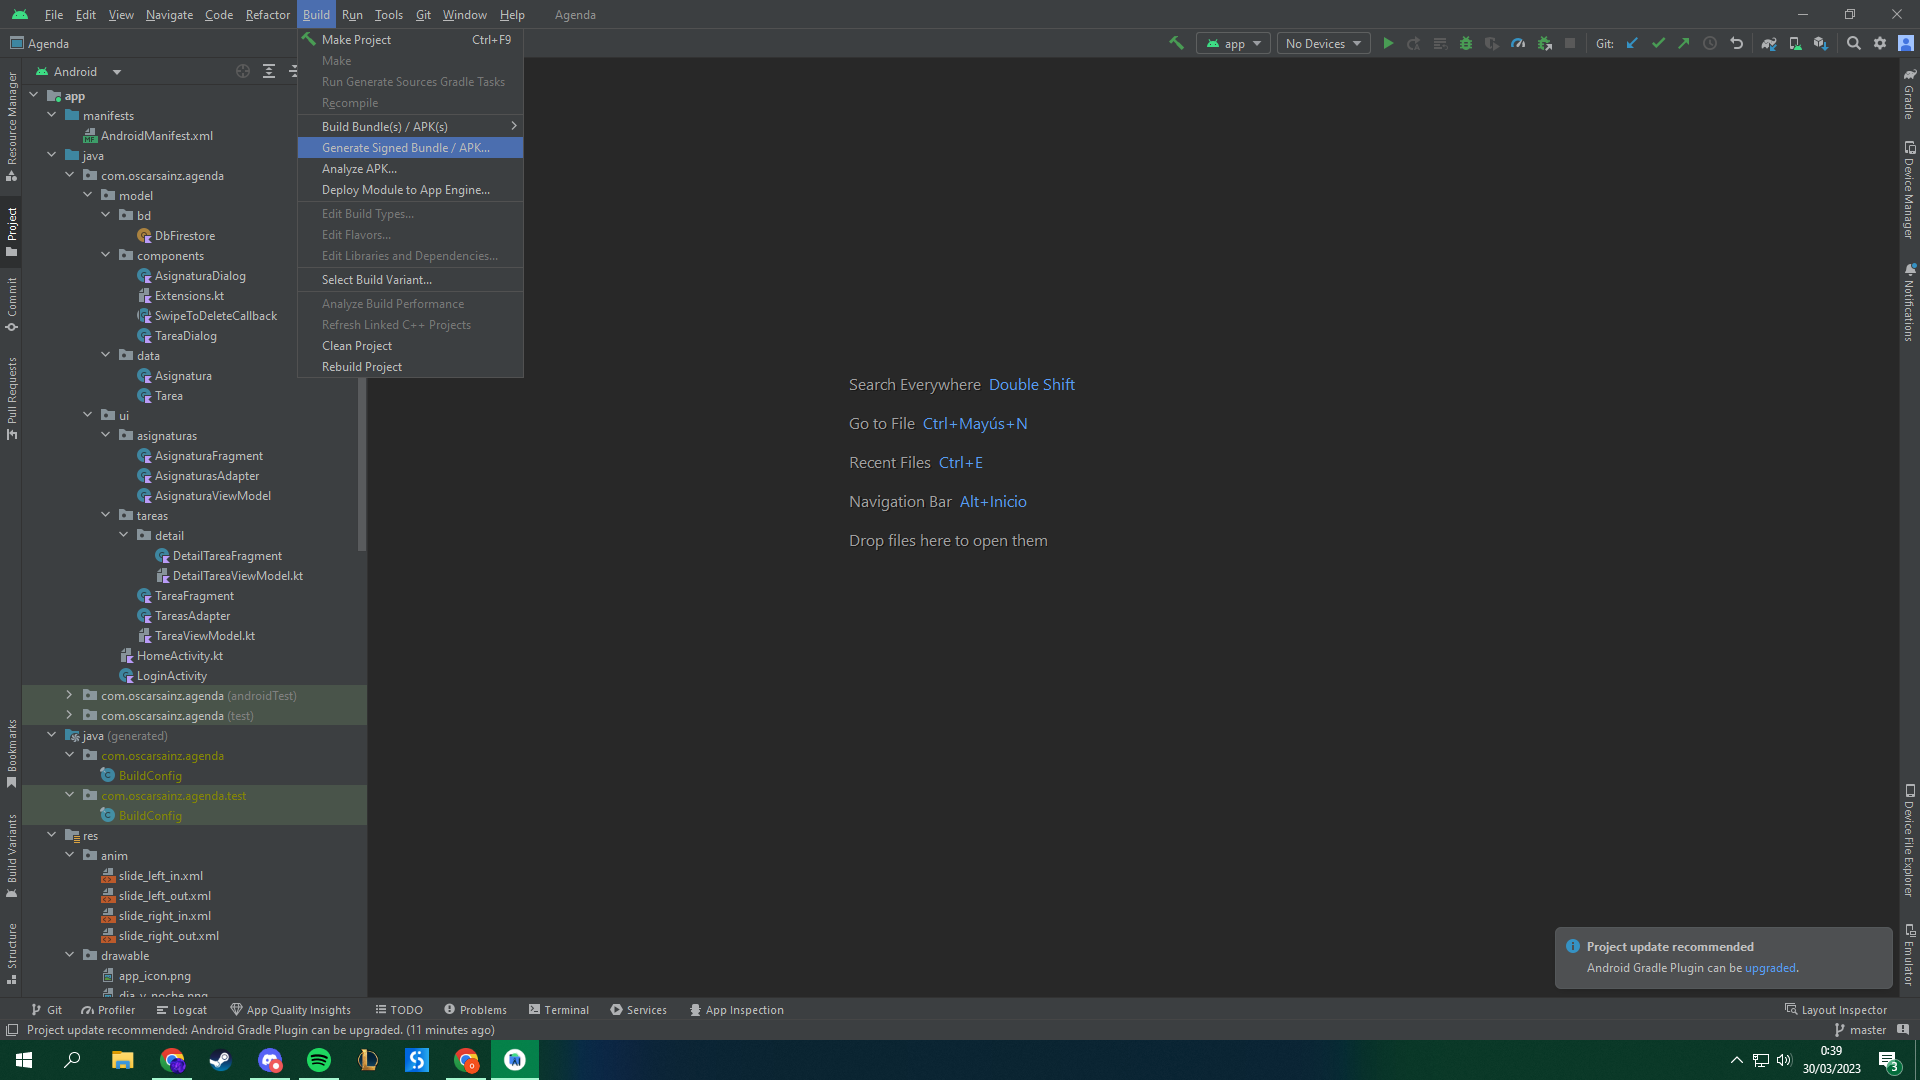 File Edit View Navigate Code Refactor Build Run Tools Git Window Help Agenda
Agenda
app No Devices Git:
Android
app
manifests
AndroidManifest.xml
java
com.oscarsainz.agenda
model
bd
DbFirestore
components
AsignaturaDialog
Extensions.kt
SwipeToDeleteCallback
TareaDialog
data
Asignatura
Tarea
ui
asignaturas
AsignaturaFragment
AsignaturasAdapter
AsignaturaViewModel
tareas
detail
DetailTareaFragment
DetailTareaViewModel.kt
TareaFragment
TareasAdapter
TareaViewModel.kt
HomeActivity.kt
LoginActivity
com.oscarsainz.agenda (androidTest)
com.oscarsainz.agenda (test)
java (generated)
com.oscarsainz.agenda
BuildConfig
com.oscarsainz.agenda.test
BuildConfig
res
anim
slide_left_in.xml
slide_left_out.xml
slide_right_in.xml
slide_right_out.xml
drawable
app_icon.png
dia_y_noche.png
Make Project Ctrl+F9
Make
Run Generate Sources Gradle Tasks
Recompile
Build Bundle(s) / APK(s)
Generate Signed Bundle / APK...
Analyze APK...
Deploy Module to App Engine...
Edit Build Types...
Edit Flavors...
Edit Libraries and Dependencies...
Select Build Variant...
Analyze Build Performance
Refresh Linked C++ Projects
Clean Project
Rebuild Project
Search Everywhere Double Shift
Go to File Ctrl+Mayús+N
Recent Files Ctrl+E
Navigation Bar Alt+Inicio
Drop files here to open them
Resource Manager
Project
Commit
Pull Requests
Bookmarks
Build Variants
Structure
Gradle
Device Manager
Notifications
Device File Explorer
Emulator
Project update recommended
Android Gradle Plugin can be upgraded.
Git Profiler Logcat App Quality Insights TODO Problems Terminal Services App Inspection Layout Inspector
Project update recommended: Android Gradle Plugin can be upgraded. (11 minutes ago) master
0:39
30/03/2023
3